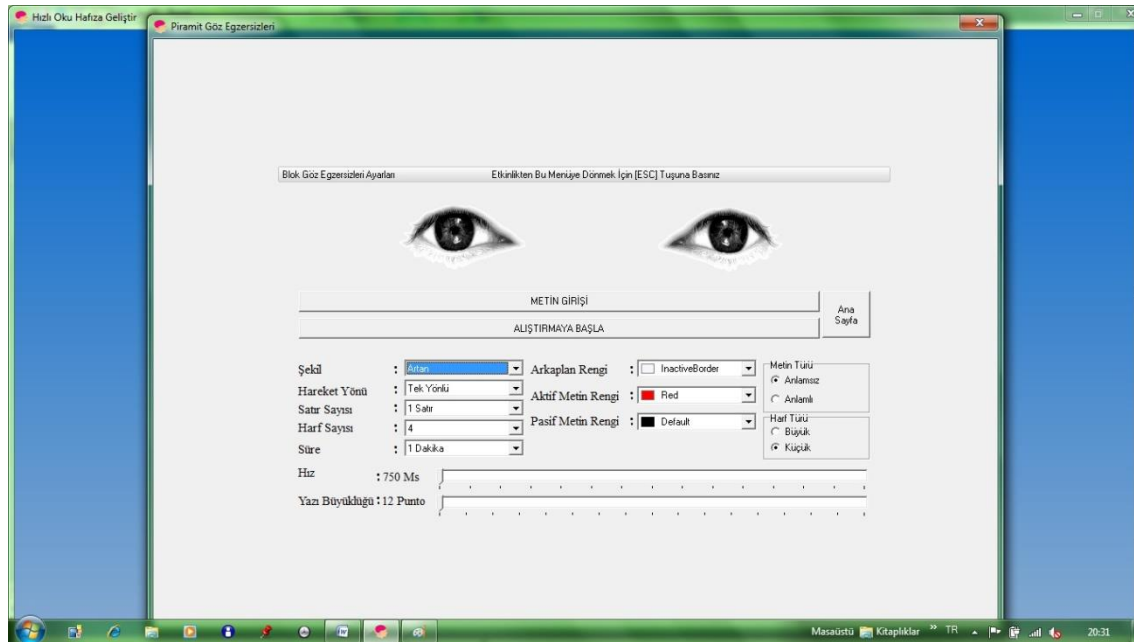 Hızlı Oku Hafıza Geliştir
Piramit Göz Egzersizleri
Blok Göz Egzersizleri Ayarları Etkinlikten Bu Menüye Dönmek İçin [ESC] Tuşuna Basınız
METİN GİRİŞİ
ALIŞTIRMAYA BAŞLA
Ana
Sayfa
Şekil : Artan
Hareket Yönü : Tek Yönlü
Satır Sayısı : 1 Satır
Harf Sayısı : 4
Süre : 1 Dakika
Arkaplan Rengi : InactiveBorder
Aktif Metin Rengi : Red
Pasif Metin Rengi : Default
Metin Türü
Anlamsız
Anlamlı
Harf Türü
Büyük
Küçük
Hız : 750 Ms
Yazı Büyüklüğü : 12 Punto
Masaüstü Kitaplıklar » TR 20:31